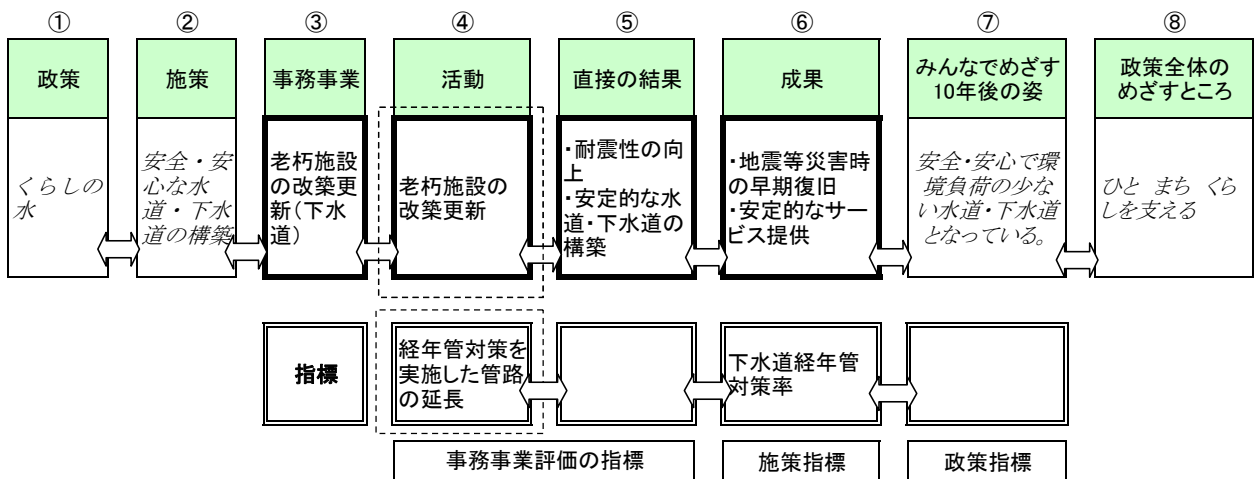 ①
②
③
④
⑤
⑥
⑦
⑧
政策
施策
事務事業
活動
直接の結果
成果
みんなでめざす
10年後の姿
政策全体の
めざすところ
くらしの
水
安全・安
心な水
道・下水
道の構築
老朽施設
の改築更
新(下水
道)
老朽施設の
改築更新
・耐震性の向
上
・安定的な水
道・下水道の
構築
・地震等災害時
の早期復旧
・安定的なサー
ビス提供
安全・安心で環
境負荷の少な
い水道・下水道
となっている。
ひと まち くら
しを支える
指標
経年管対策を
実施した管路
の延長
下水道経年管
対策率
事務事業評価の指標
施策指標
政策指標